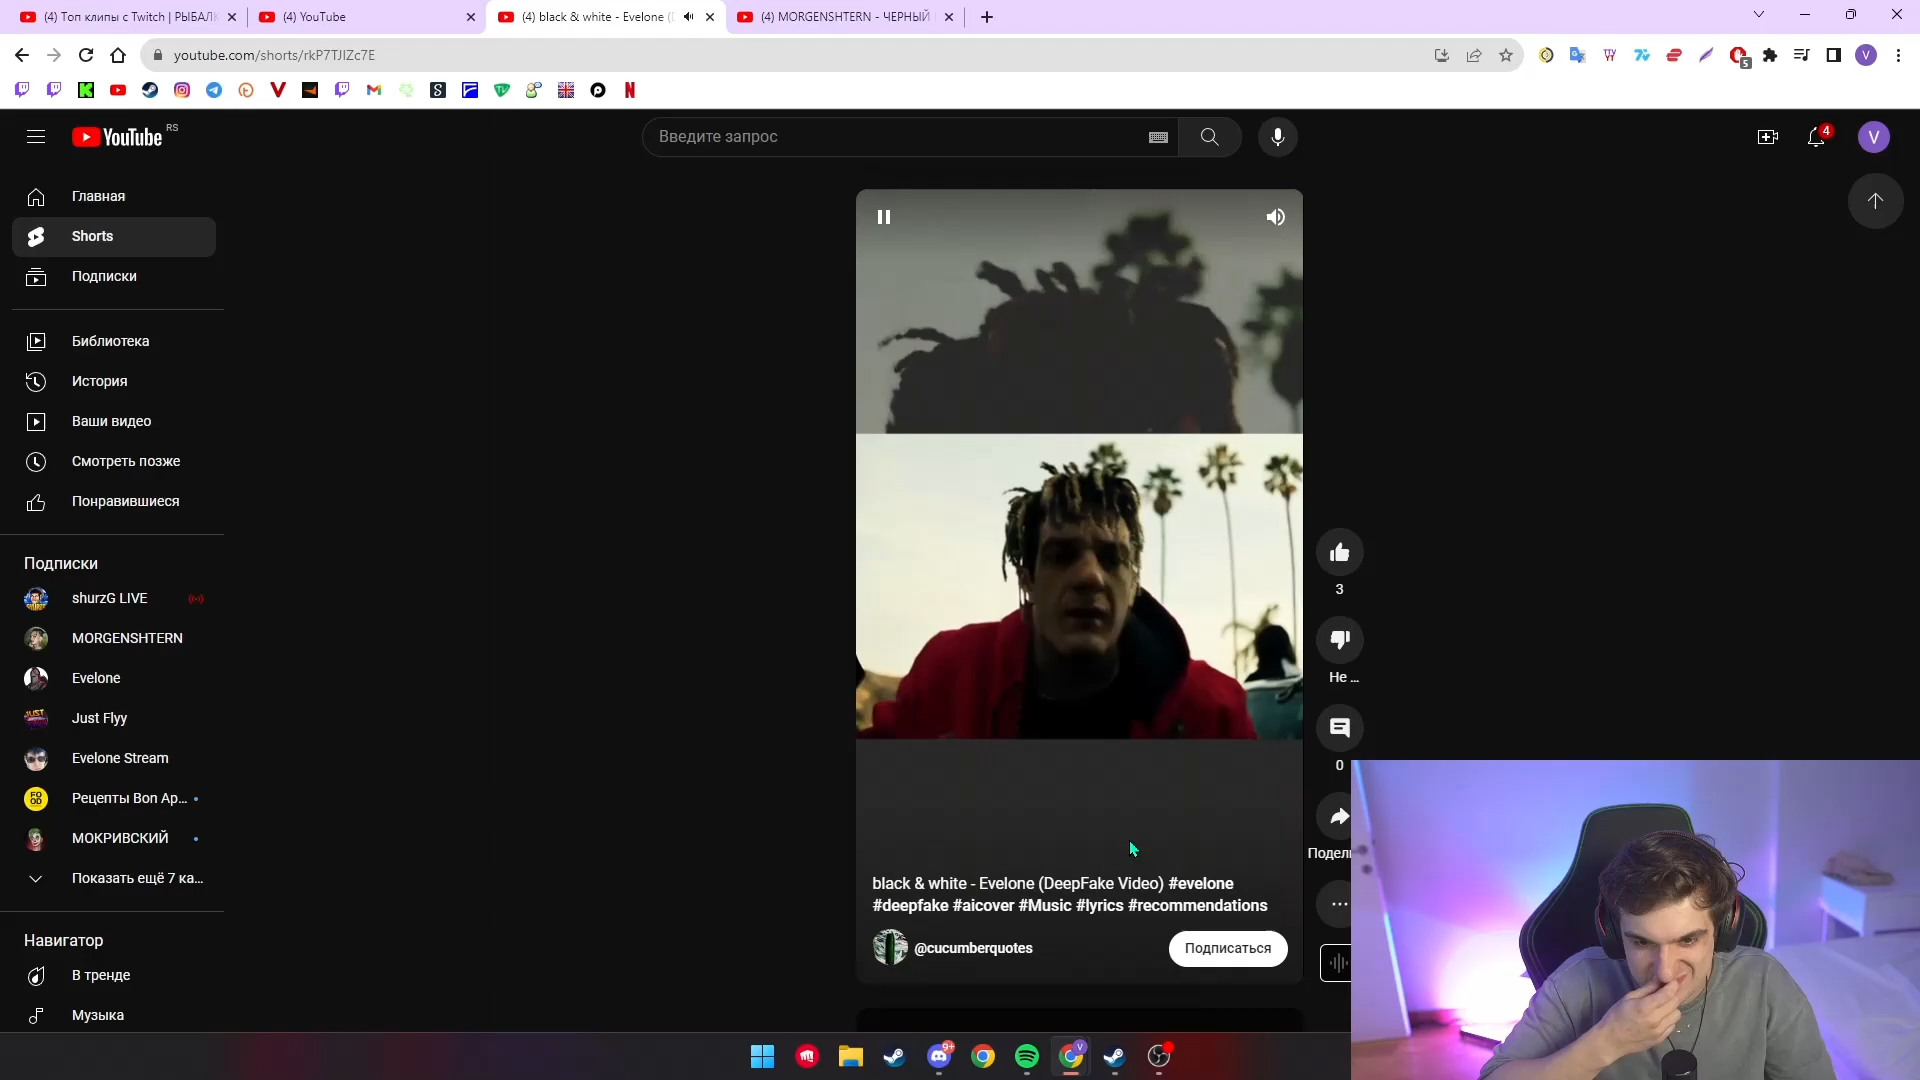 (4) Топ клипы с Twitch | РЫБАЛК
(4) YouTube
(4) black & white - Evelone (
(4) MORGENSHTERN - ЧЕРНЫЙ
youtube.com/shorts/rkP7TJIZc7E
YouTube RS
Введите запрос
4
V
Главная
Shorts
Подписки
Библиотека
История
Ваши видео
Смотреть позже
Понравившиеся
Подписки
shurzG LIVE
MORGENSHTERN
Evelone
Just Flyy
Evelone Stream
Рецепты Bon Ap...
МОКРИВСКИЙ
Показать ещё 7 ка...
Навигатор
В тренде
Музыка
3
Не ...
0
Подели
black & white - Evelone (DeepFake Video) #evelone
#deepfake #aicover #Music #lyrics #recommendations
@cucumberquotes
Подписаться
9+